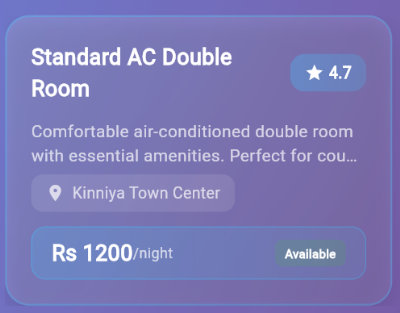 Standard AC Double
Room
4.7
Comfortable air-conditioned double room
with essential amenities. Perfect for cou...
Kinniya Town Center
Rs 1200/night
Available